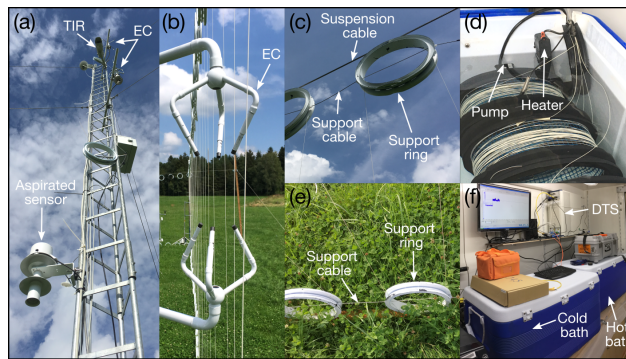 (a)
TIR
EC
Aspirated
sensor
(b)
EC
(c)
Suspension
cable
Support
cable
Support
ring
(d)
Pump
Heater
(e)
Support
cable
Support
ring
(f)
DTS
Cold
bath
Hot
bath